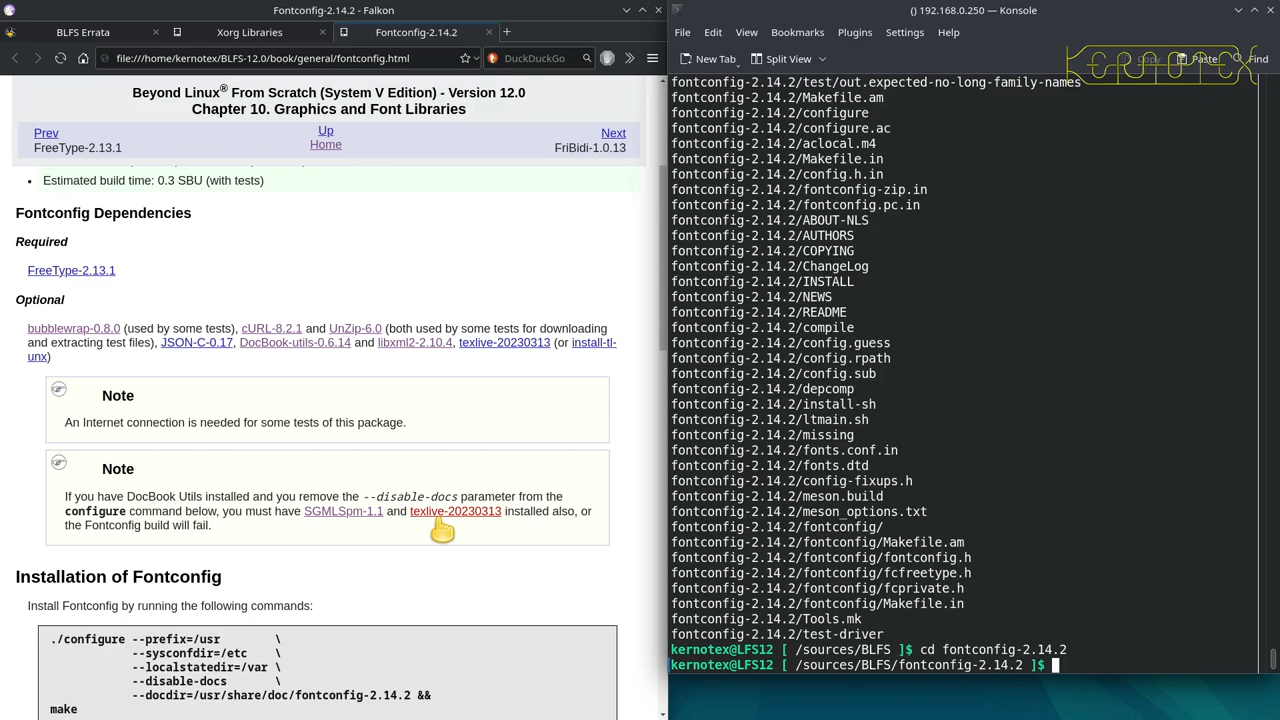 Fontconfig-2.14.2 — Falkon
BLFS Errata
Xorg Libraries
Fontconfig-2.14.2
file:///home/kernotex/BLFS-12.0/book/general/fontconfig.html
DuckDuckGo
Beyond Linux® From Scratch (System V Edition) - Version 12.0
Chapter 10. Graphics and Font Libraries
Prev
Up
Next
FreeType-2.13.1
Home
FriBidi-1.0.13
• Estimated build time: 0.3 SBU (with tests)
Fontconfig Dependencies
Required
FreeType-2.13.1
Optional
bubblewrap-0.8.0 (used by some tests), cURL-8.2.1 and UnZip-6.0 (both used by some tests for downloading
and extracting test files), JSON-C-0.17, DocBook-utils-0.6.14 and libxml2-2.10.4, texlive-20230313 (or install-tl-
unx)
Note
An Internet connection is needed for some tests of this package.
Note
If you have DocBook Utils installed and you remove the --disable-docs parameter from the
configure command below, you must have SGMLSpm-1.1 and texlive-20230313 installed also, or
the Fontconfig build will fail.
Installation of Fontconfig
Install Fontconfig by running the following commands:
./configure --prefix=/usr \
--sysconfdir=/etc \
--localstatedir=/var \
--disable-docs \
--docdir=/usr/share/doc/fontconfig-2.14.2 &&
make
() 192.168.0.250 — Konsole
File Edit View Bookmarks Plugins Settings Help
New Tab Split View Copy Paste Find
KERNOTEX
fontconfig-2.14.2/test/out.expected-no-long-family-names
fontconfig-2.14.2/Makefile.am
fontconfig-2.14.2/configure
fontconfig-2.14.2/configure.ac
fontconfig-2.14.2/aclocal.m4
fontconfig-2.14.2/Makefile.in
fontconfig-2.14.2/config.h.in
fontconfig-2.14.2/fontconfig-zip.in
fontconfig-2.14.2/fontconfig.pc.in
fontconfig-2.14.2/ABOUT-NLS
fontconfig-2.14.2/AUTHORS
fontconfig-2.14.2/COPYING
fontconfig-2.14.2/ChangeLog
fontconfig-2.14.2/INSTALL
fontconfig-2.14.2/NEWS
fontconfig-2.14.2/README
fontconfig-2.14.2/compile
fontconfig-2.14.2/config.guess
fontconfig-2.14.2/config.rpath
fontconfig-2.14.2/config.sub
fontconfig-2.14.2/depcomp
fontconfig-2.14.2/install-sh
fontconfig-2.14.2/ltmain.sh
fontconfig-2.14.2/missing
fontconfig-2.14.2/fonts.conf.in
fontconfig-2.14.2/fonts.dtd
fontconfig-2.14.2/config-fixups.h
fontconfig-2.14.2/meson.build
fontconfig-2.14.2/meson_options.txt
fontconfig-2.14.2/fontconfig/
fontconfig-2.14.2/fontconfig/Makefile.am
fontconfig-2.14.2/fontconfig/fontconfig.h
fontconfig-2.14.2/fontconfig/fcfreetype.h
fontconfig-2.14.2/fontconfig/fcprivate.h
fontconfig-2.14.2/fontconfig/Makefile.in
fontconfig-2.14.2/Tools.mk
fontconfig-2.14.2/test-driver
kernotex@LFS12 [ /sources/BLFS ]$ cd fontconfig-2.14.2
kernotex@LFS12 [ /sources/BLFS/fontconfig-2.14.2 ]$